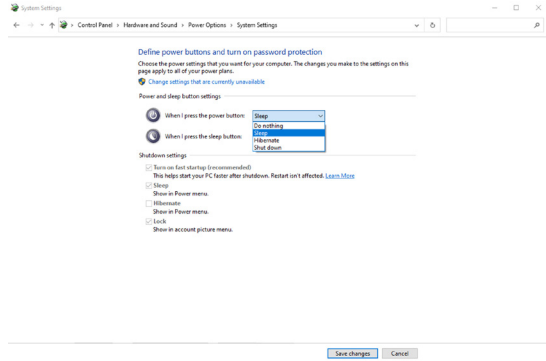 System Settings
Control Panel > Hardware and Sound > Power Options > System Settings
Define power buttons and turn on password protection
Choose the power settings that you want for your computer. The changes you make to the settings on this
page apply to all of your power plans.
Change settings that are currently unavailable
Power and sleep button settings
When I press the power button: Sleep
Do nothing
Sleep
Hibernate
Shut down
When I press the sleep button:
Shutdown settings
Turn on fast startup (recommended)
This helps start your PC faster after shutdown. Restart isn't affected. Learn More
Sleep
Show in Power menu.
Hibernate
Show in Power menu.
Lock
Show in account picture menu.
Save changes Cancel